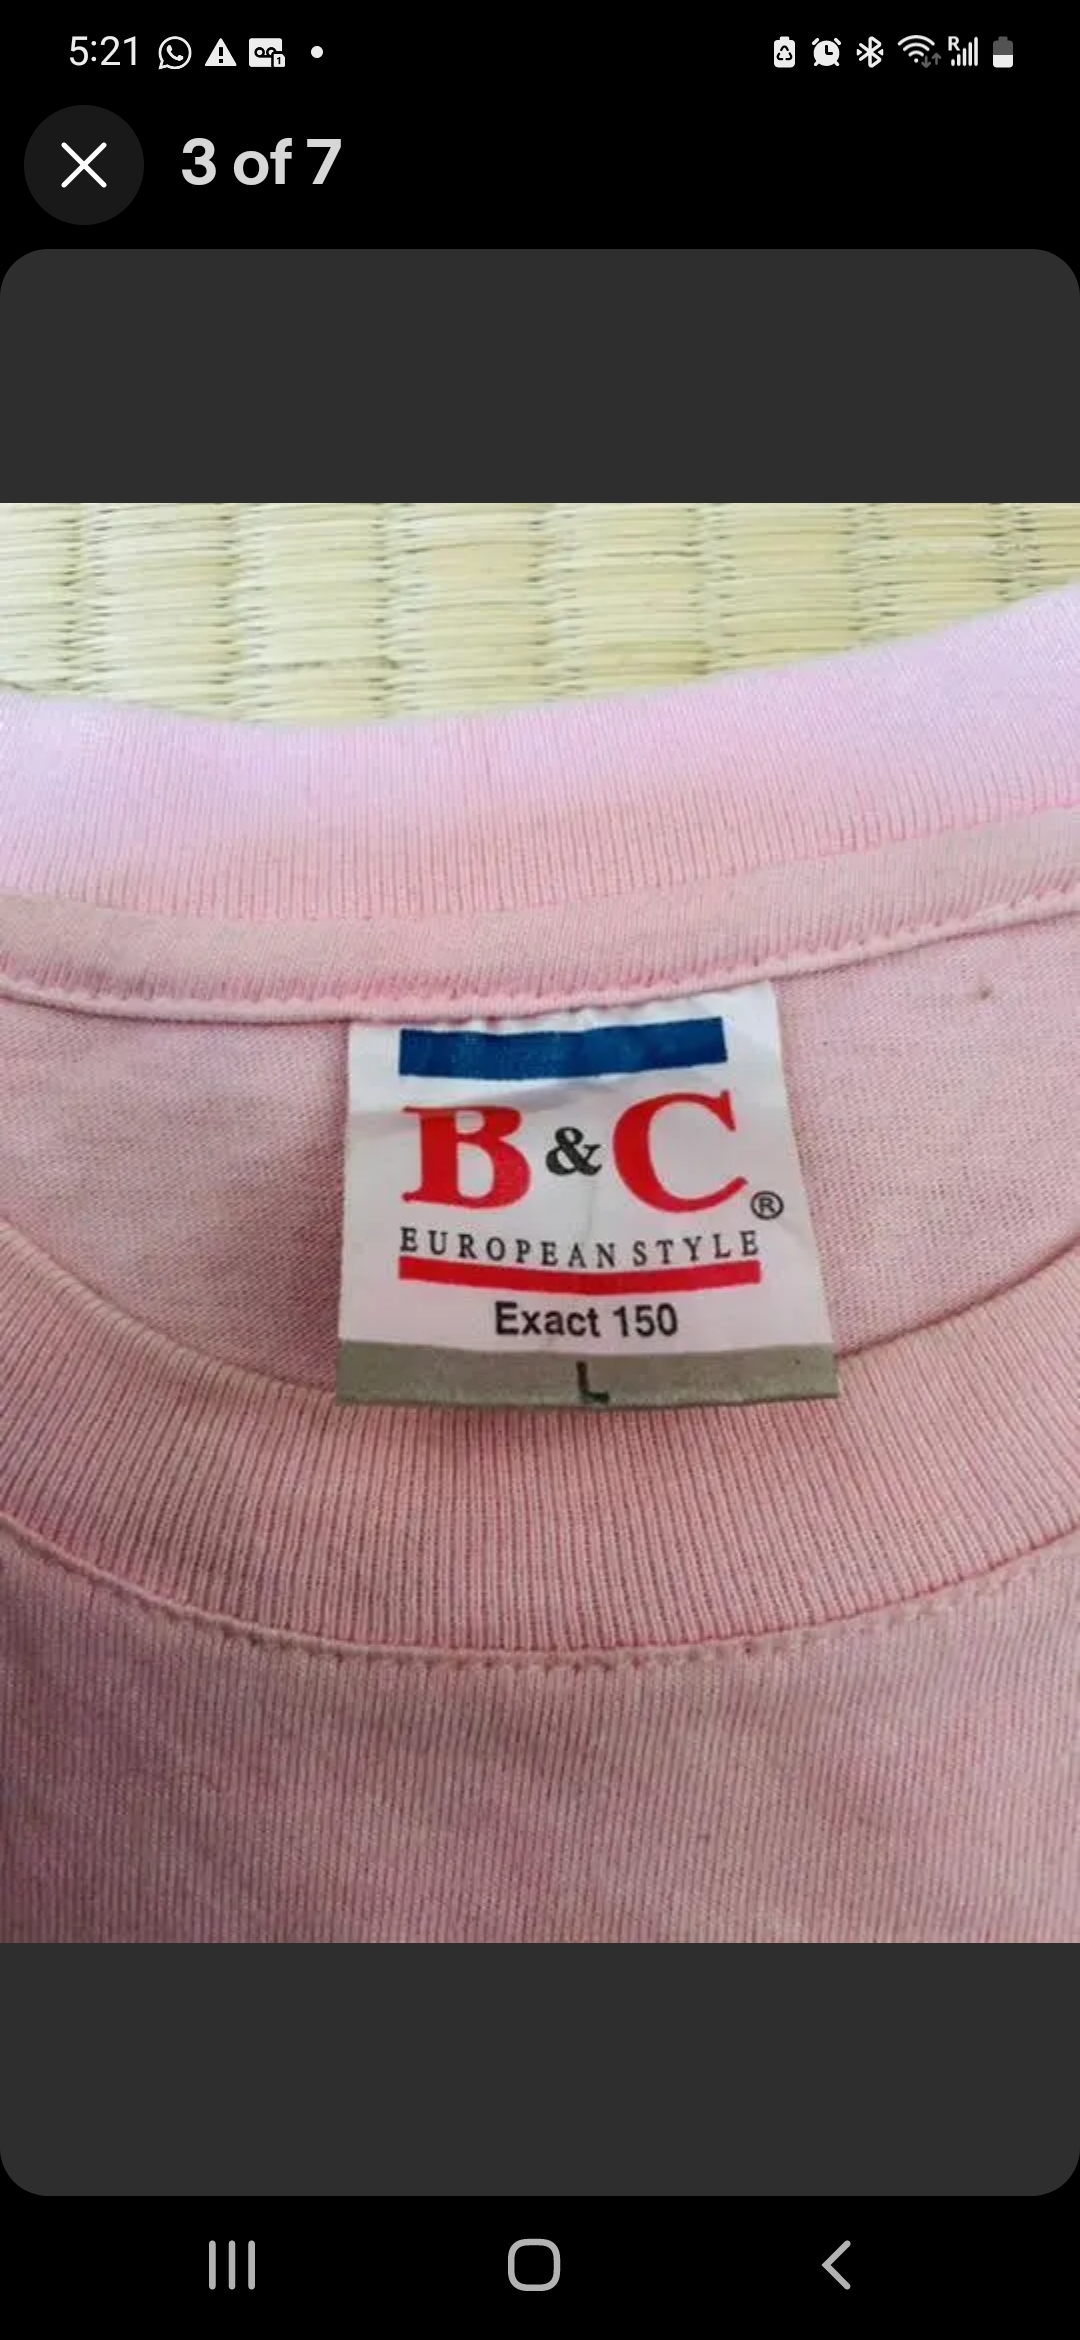 5:21
3 of 7
B&C®
EUROPEAN STYLE
Exact 150
L